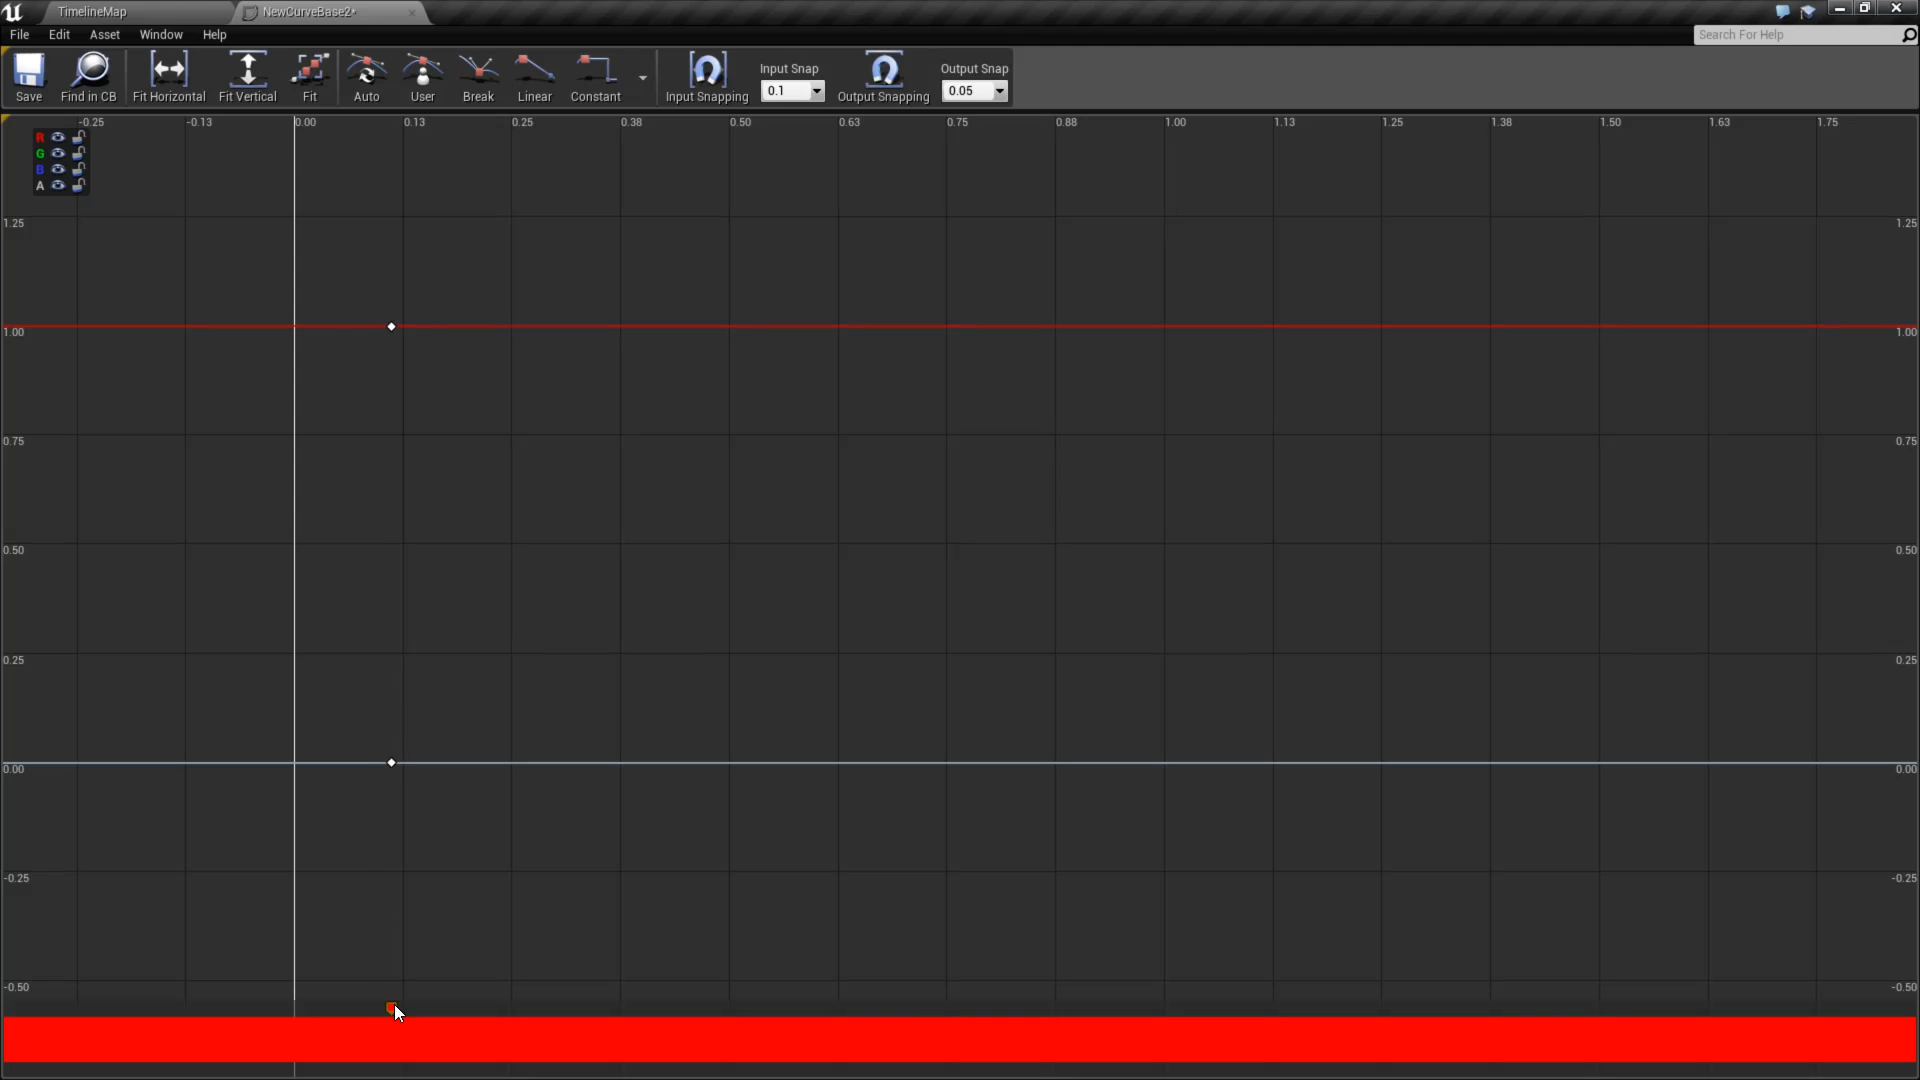 TimelineMap
NewCurveBase2*
File Edit Asset Window Help
Search For Help
Save
Find in CB
Fit Horizontal
Fit Vertical
Fit
Auto
User
Break
Linear
Constant
Input Snapping
Input Snap
0.1
Output Snapping
Output Snap
0.05
-0.25 -0.13 0.00 0.13 0.25 0.38 0.50 0.63 0.75 0.88 1.00 1.13 1.25 1.38 1.50 1.63 1.75
R
G
B
A
1.25 1.25
1.00 1.00
0.75 0.75
0.50 0.50
0.25 0.25
0.00 0.00
-0.25 -0.25
-0.50 -0.50